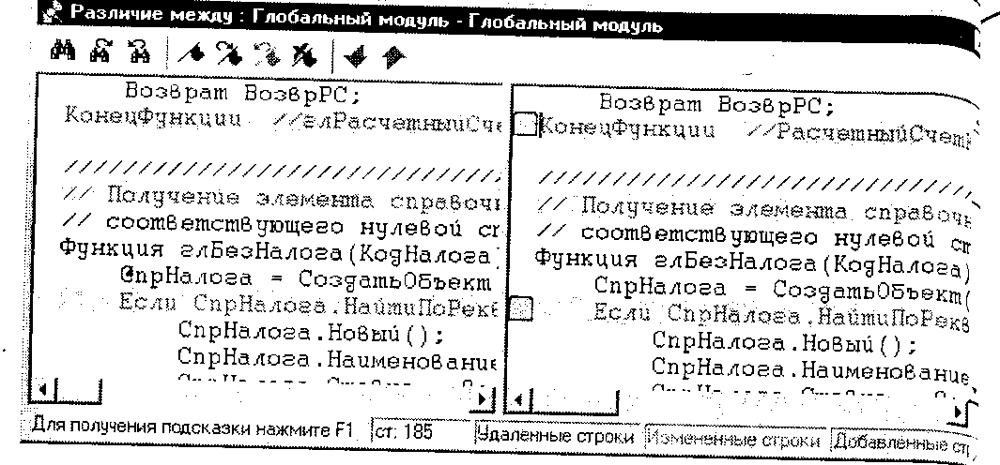 Различие между : Глобальный модуль - Глобальный модуль
Возврат ВозврРС;
КонецФункции //глРасчетныйСче
////////////////////////////////
// Получение элемента справочн
// соответствующего нулевой ст
Функция глБезНалога(КодНалога
СпрНалога = СоздатьОбъект
Если СпрНалога.НайтиПоРекв
СпрНалога.Новый();
СпрНалога.Наименование
Возврат ВозврРС;
КонецФункции //РасчетныйСчет
////////////////////////////////
// Получение элемента справочн
// соответствующего нулевой ст
Функция глБезНалога(КодНалога)
СпрНалога = СоздатьОбъект(
Если СпрНалога.НайтиПоРекв
СпрНалога.Новый();
СпрНалога.Наименование
Для получения подсказки нажмите F1 ст: 185 Удаленные строки Измененные строки Добавленные ст